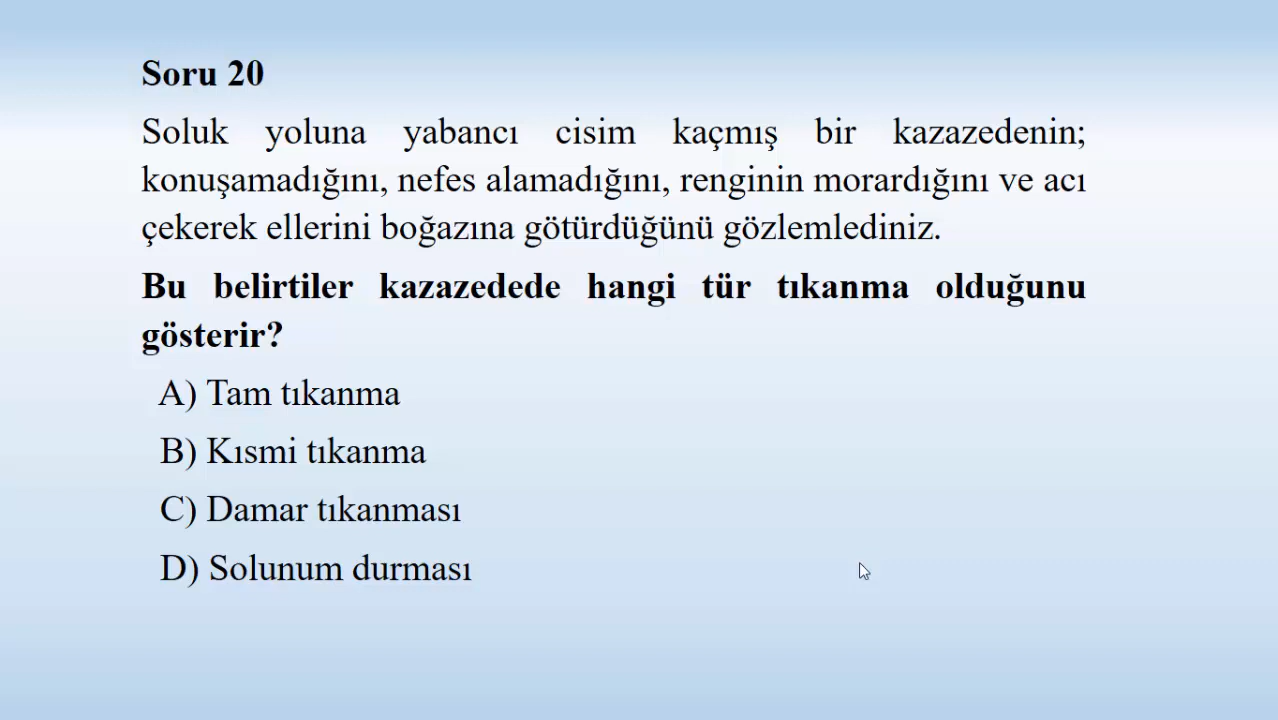 Soru 20
Soluk yoluna yabancı cisim kaçmış bir kazazedenin;
konuşamadığını, nefes alamadığını, renginin morardığını ve acı
çekerek ellerini boğazına götürdüğünü gözlemlediniz.
Bu belirtiler kazazedede hangi tür tıkanma olduğunu
gösterir?
A) Tam tıkanma
B) Kısmi tıkanma
C) Damar tıkanması
D) Solunum durması